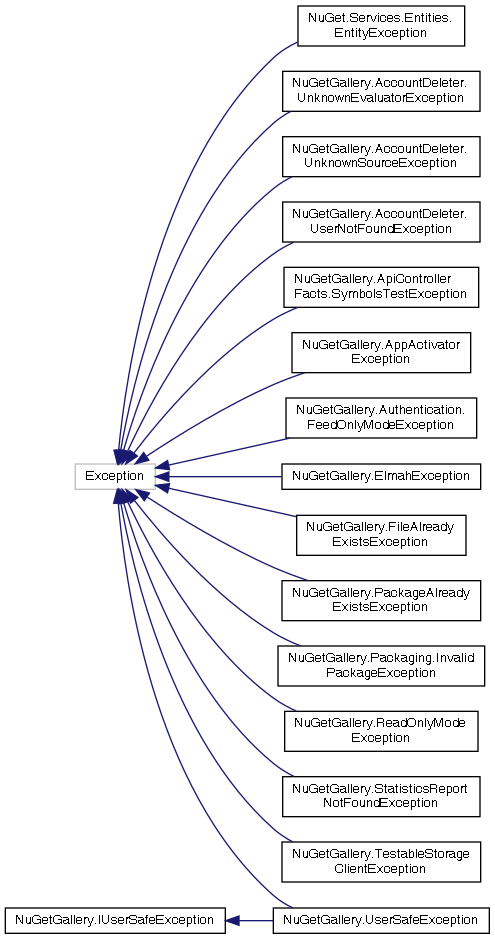 NuGet.Services.Entities.
EntityException
NuGetGallery.AccountDeleter.
UnknownEvaluatorException
NuGetGallery.AccountDeleter.
UnknownSourceException
NuGetGallery.AccountDeleter.
UserNotFoundException
NuGetGallery.ApiController
Facts.SymbolsTestException
NuGetGallery.AppActivator
Exception
NuGetGallery.Authentication.
FeedOnlyModeException
Exception
NuGetGallery.ElmahException
NuGetGallery.FileAlready
ExistsException
NuGetGallery.PackageAlready
ExistsException
NuGetGallery.Packaging.Invalid
PackageException
NuGetGallery.ReadOnlyMode
Exception
NuGetGallery.StatisticsReport
NotFoundException
NuGetGallery.TestableStorage
ClientException
NuGetGallery.IUserSafeException
NuGetGallery.UserSafeException